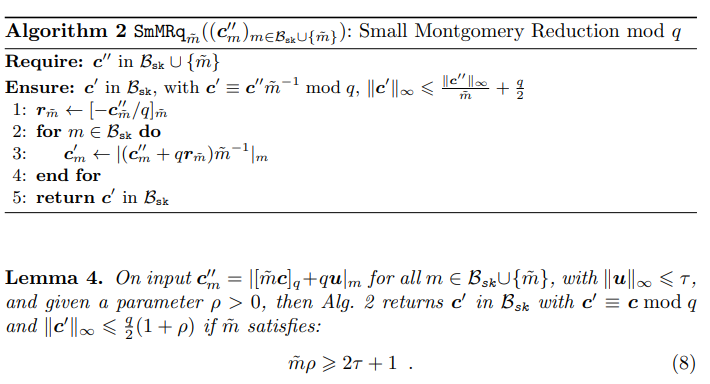 Algorithm 2 SmMRq_m̃((c″_m)_{m∈B_sk∪{m̃}}): Small Montgomery Reduction mod q
Require: c″ in B_sk ∪ {m̃}
Ensure: c′ in B_sk, with c′ ≡ c″m̃⁻¹ mod q, ‖c′‖_∞ ⩽ ‖c″‖_∞/m̃ + q/2
1: r_m̃ ← [−c″_m̃/q]_m̃
2: for m ∈ B_sk do
3: c′_m ← |(c″_m + qr_m̃)m̃⁻¹|_m
4: end for
5: return c′ in B_sk
Lemma 4. On input c″_m = |[m̃c]_q+qu|_m for all m ∈ B_sk∪{m̃}, with ‖u‖_∞ ⩽ τ,
and given a parameter ρ > 0, then Alg. 2 returns c′ in B_sk with c′ ≡ c mod q
and ‖c′‖_∞ ⩽ q/2(1 + ρ) if m̃ satisfies:
m̃ρ ⩾ 2τ + 1 . (8)